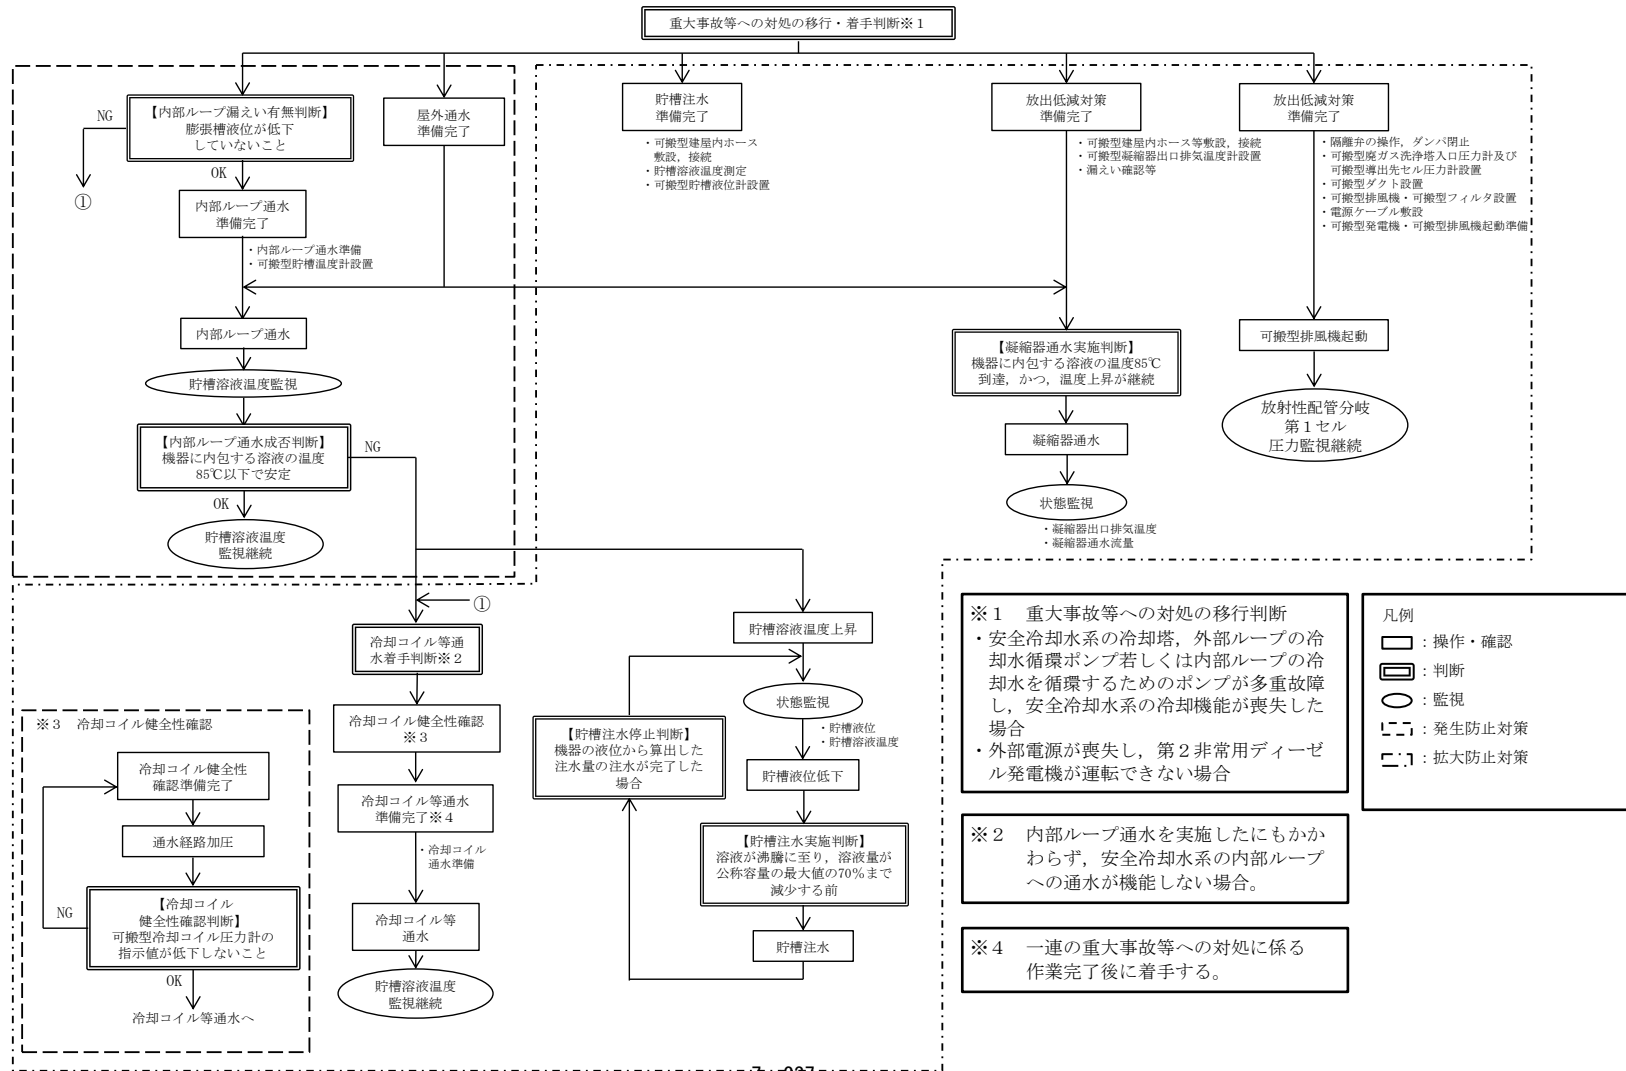 重大事故等への対処の移行・着手判断※1
【内部ループ漏えい有無判断】
膨張槽液位が低下
していないこと
NG
①
OK
屋外通水
準備完了
貯槽注水
準備完了
・可搬型建屋内ホース
敷設，接続
・貯槽溶液温度測定
・可搬型貯槽液位計設置
放出低減対策
準備完了
・可搬型建屋内ホース等敷設，接続
・可搬型凝縮器出口排気温度計設置
・漏えい確認等
放出低減対策
準備完了
・隔離弁の操作，ダンパ閉止
・可搬型廃ガス洗浄塔入口圧力計及び
可搬型導出先セル圧力計設置
・可搬型ダクト設置
・可搬型排風機・可搬型フィルタ設置
・電源ケーブル敷設
・可搬型発電機・可搬型排風機起動準備
内部ループ通水
準備完了
・内部ループ通水準備
・可搬型貯槽温度計設置
内部ループ通水
貯槽溶液温度監視
【内部ループ通水成否判断】
機器に内包する溶液の温度
85℃以下で安定
NG
OK
貯槽溶液温度
監視継続
【凝縮器通水実施判断】
機器に内包する溶液の温度85℃
到達，かつ，温度上昇が継続
凝縮器通水
状態監視
・凝縮器出口排気温度
・凝縮器通水流量
可搬型排風機起動
放射性配管分岐
第1セル
圧力監視継続
①
冷却コイル等通
水着手判断※2
冷却コイル健全性確認
※3
冷却コイル等通水
準備完了※4
・冷却コイル
通水準備
冷却コイル等
通水
貯槽溶液温度
監視継続
※3　冷却コイル健全性確認
冷却コイル健全性
確認準備完了
通水経路加圧
【冷却コイル
健全性確認判断】
可搬型冷却コイル圧力計の
指示値が低下しないこと
NG
OK
冷却コイル等通水へ
貯槽溶液温度上昇
状態監視
・貯槽液位
・貯槽溶液温度
貯槽液位低下
【貯槽注水実施判断】
溶液が沸騰に至り，溶液量が
公称容量の最大値の70％まで
減少する前
貯槽注水
【貯槽注水停止判断】
機器の液位から算出した
注水量の注水が完了した
場合
※1　重大事故等への対処の移行判断
・安全冷却水系の冷却塔，外部ループの冷
却水循環ポンプ若しくは内部ループの冷
却水を循環するためのポンプが多重故障
し，安全冷却水系の冷却機能が喪失した
場合
・外部電源が喪失し，第2非常用ディーゼ
ル発電機が運転できない場合
※2　内部ループ通水を実施したにもかか
わらず，安全冷却水系の内部ループ
への通水が機能しない場合。
※4　一連の重大事故等への対処に係る
作業完了後に着手する。
凡例
：操作・確認
：判断
：監視
：発生防止対策
：拡大防止対策